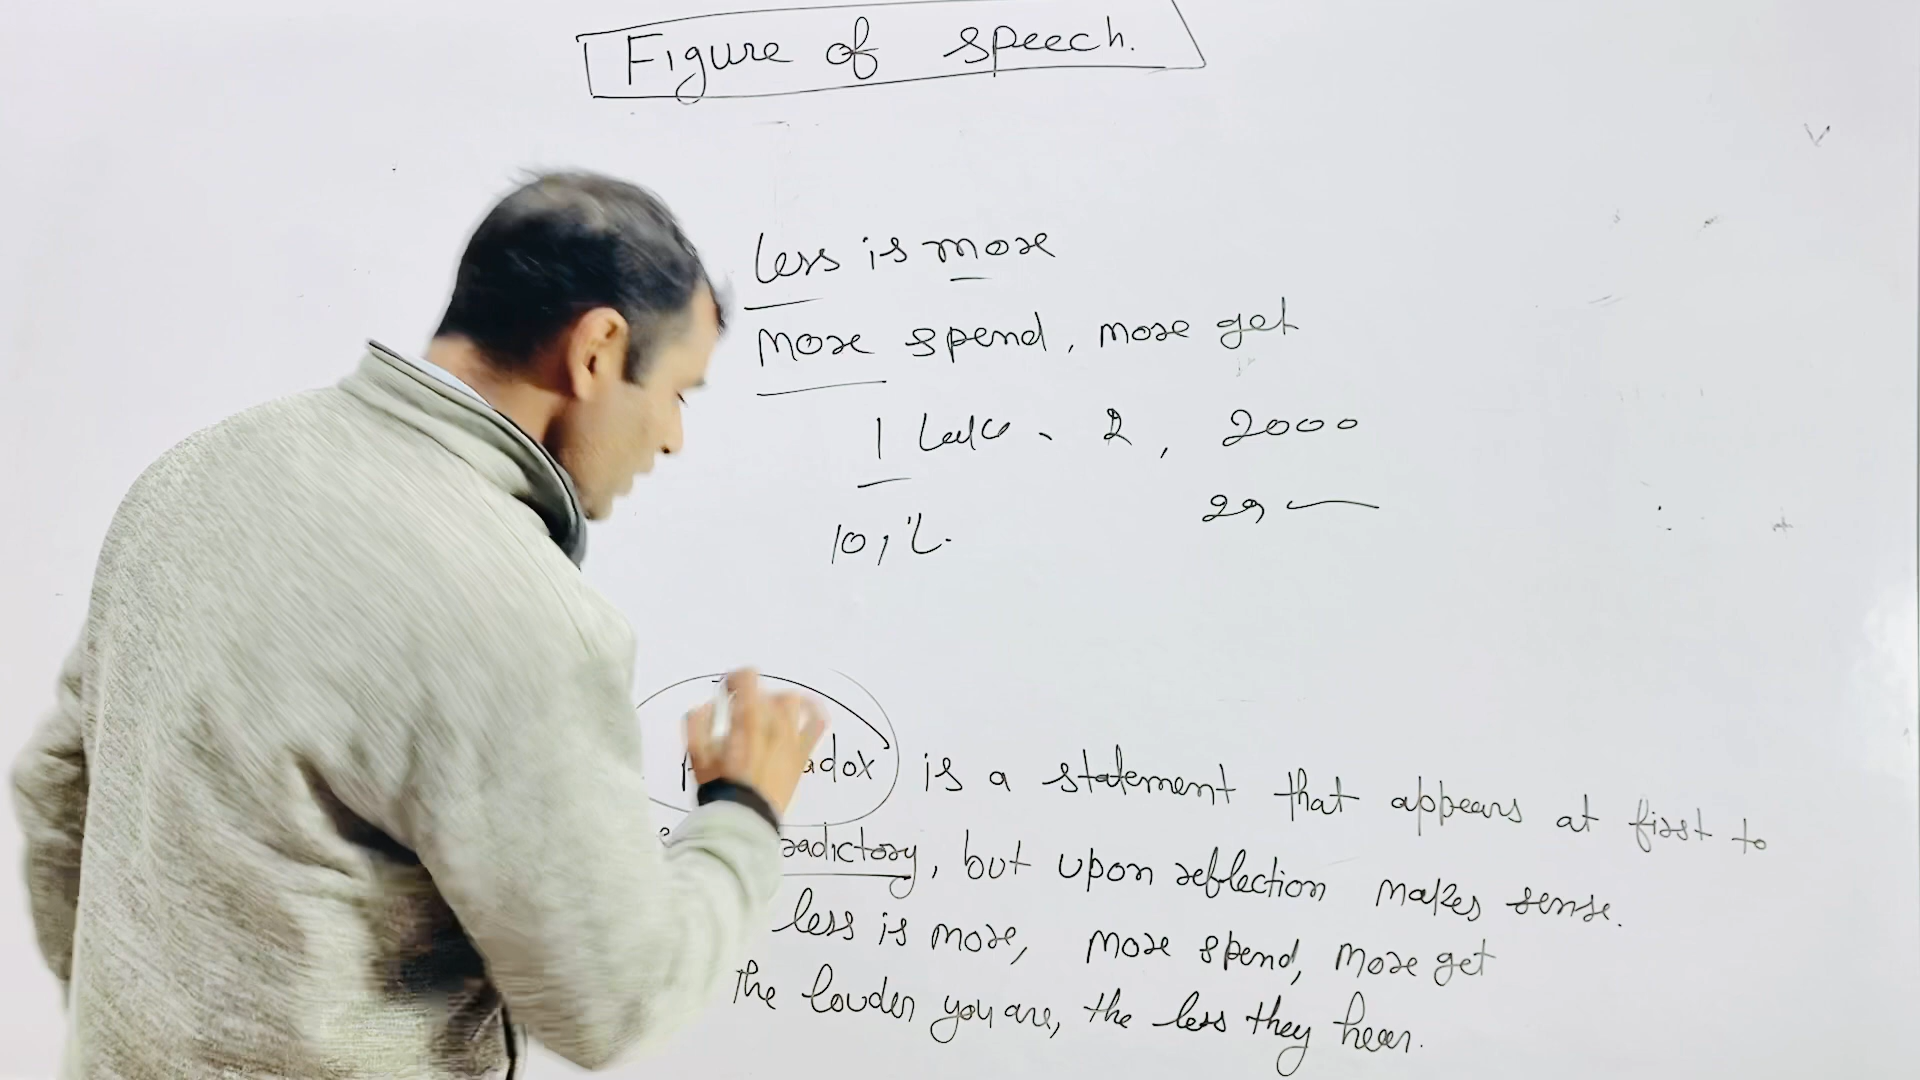 Figure of speech.
less is more
more spend, more get
1 . 2, 2000
29
10, L.
adox is a statement that appears at first to
radictory, but upon reflection makes sense.
less is more, more spend, more get
The louder you are, the less they hear.